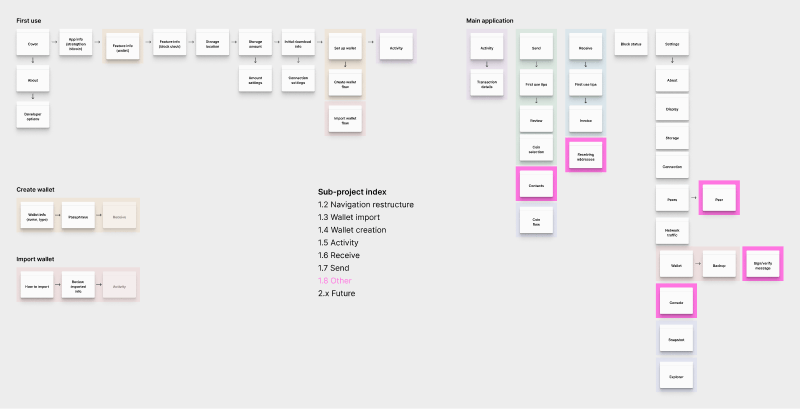 First use
Cover
App info
(strengthen
bitcoin)
Feature info
(wallet)
Feature info
(block clock)
Storage
location
Storage
amount
Initial download
info
Set up wallet
Activity
About
Amount
settings
Connection
settings
Create wallet
flow
Developer
options
Import wallet
flow
Create wallet
Wallet info
(name, type)
Passphrase
Receive
Import wallet
How to import
Review
imported
info
Activity
Sub-project index
1.2 Navigation restructure
1.3 Wallet import
1.4 Wallet creation
1.5 Activity
1.6 Receive
1.7 Send
1.8 Other
2.x Future
Main application
Activity
Transaction
details
Send
First use tips
Review
Coin
selection
Contacts
Coin
flow
Receive
First use tips
Invoice
Receiving
addresses
Block status
Settings
About
Display
Storage
Connection
Peers
Peer
Network
traffic
Wallet
Backup
Sign/verify
message
Console
Snapshot
Explorer